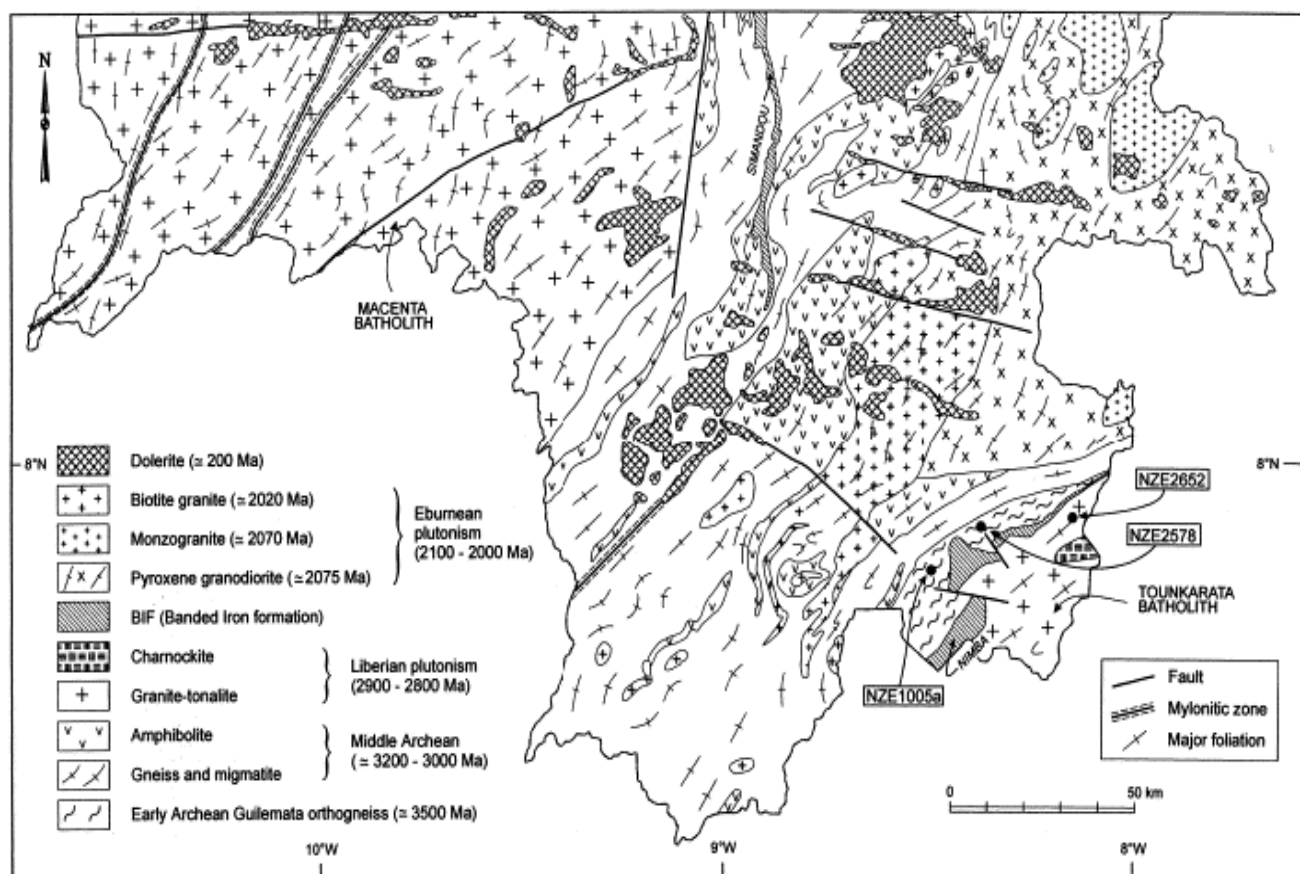 N
SIMANDOU
MACENTA
BATHOLITH
8°N
8°N
NZE2652
NZE2578
TOUNKARATA
BATHOLITH
NIMBA
NZE1005a
Dolerite (≃ 200 Ma)
Biotite granite (≃ 2020 Ma)
Monzogranite (≃ 2070 Ma)
Pyroxene granodiorite (≃ 2075 Ma)
Eburnean
plutonism
(2100 - 2000 Ma)
BIF (Banded Iron formation)
Charnockite
Granite-tonalite
Liberian plutonism
(2900 - 2800 Ma)
Amphibolite
Gneiss and migmatite
Middle Archean
(≃ 3200 - 3000 Ma)
Early Archean Guilemata orthogneiss (≃ 3500 Ma)
Fault
Mylonitic zone
Major foliation
0 50 km
10°W
9°W
8°W